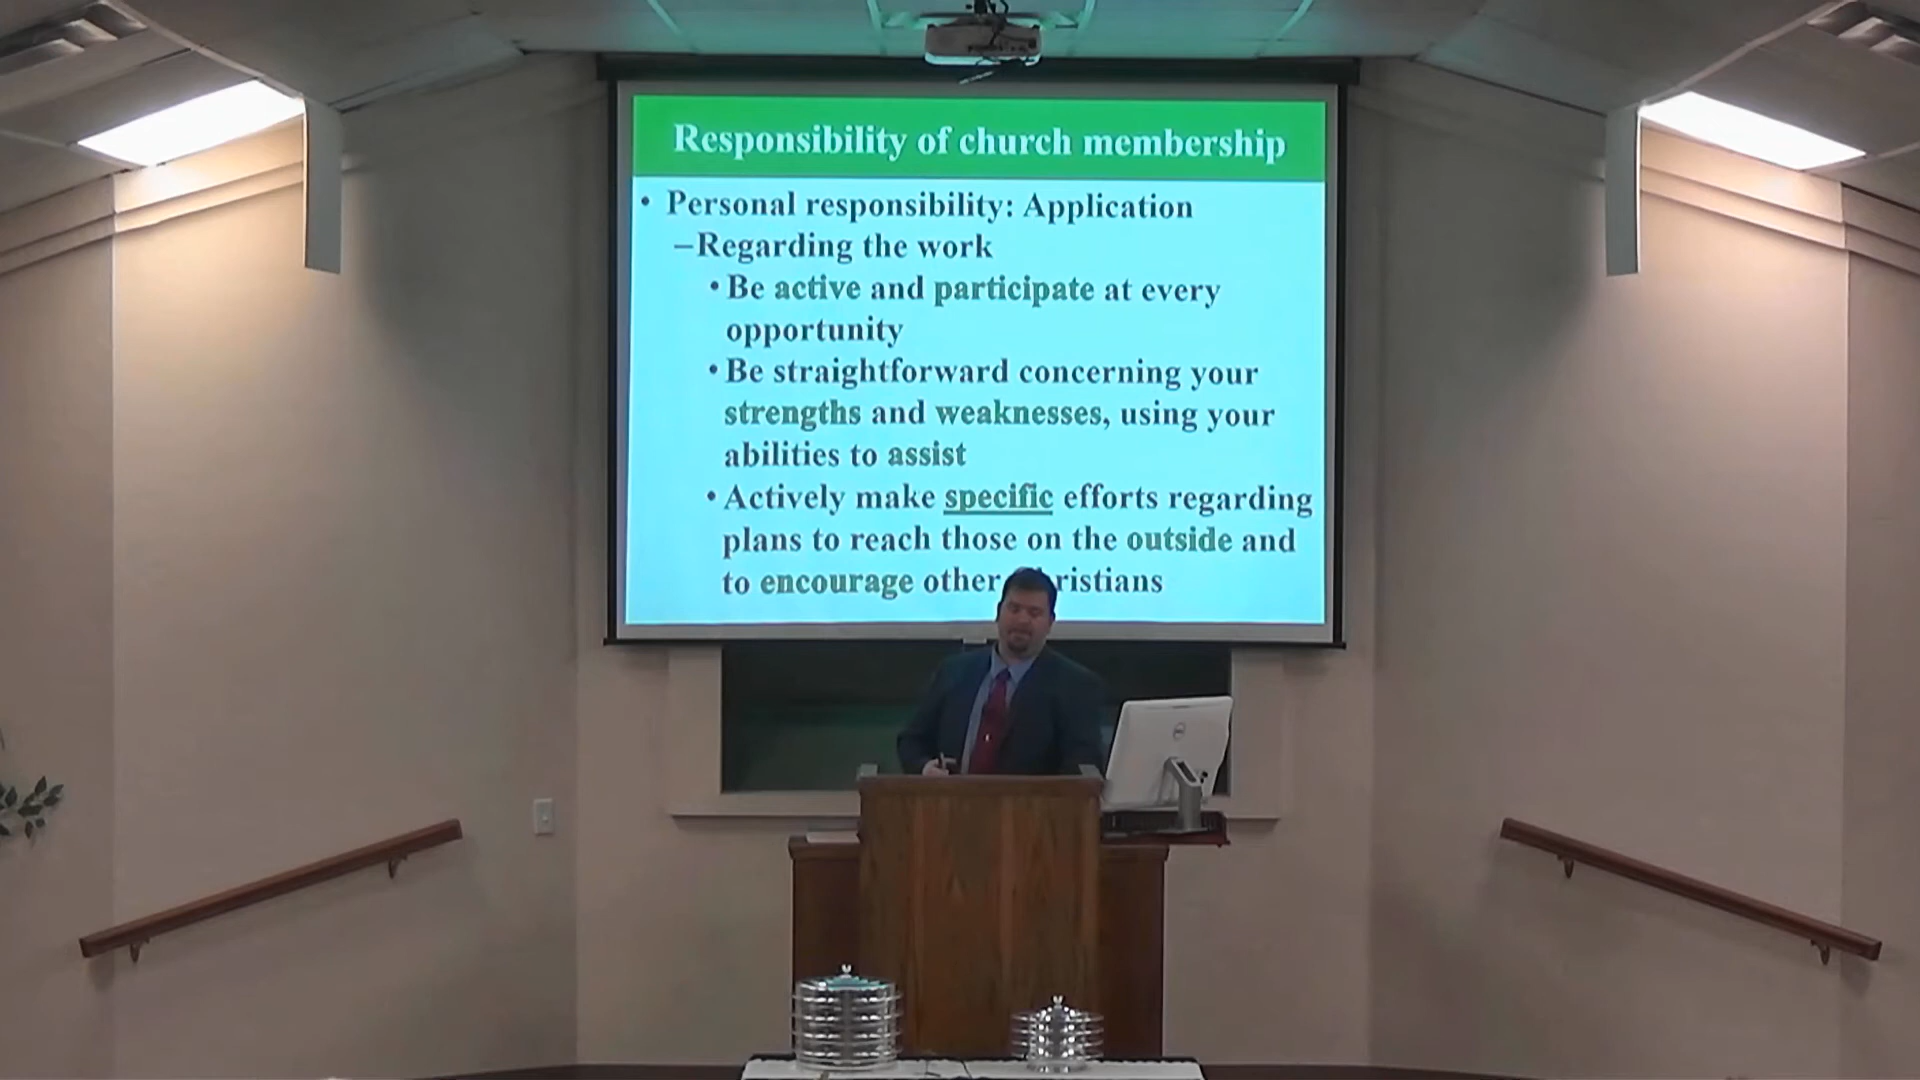 Responsibility of church membership
• Personal responsibility: Application
–Regarding the work
• Be active and participate at every
opportunity
• Be straightforward concerning your
strengths and weaknesses, using your
abilities to assist
• Actively make specific efforts regarding
plans to reach those on the outside and
to encourage other ristians
DELL